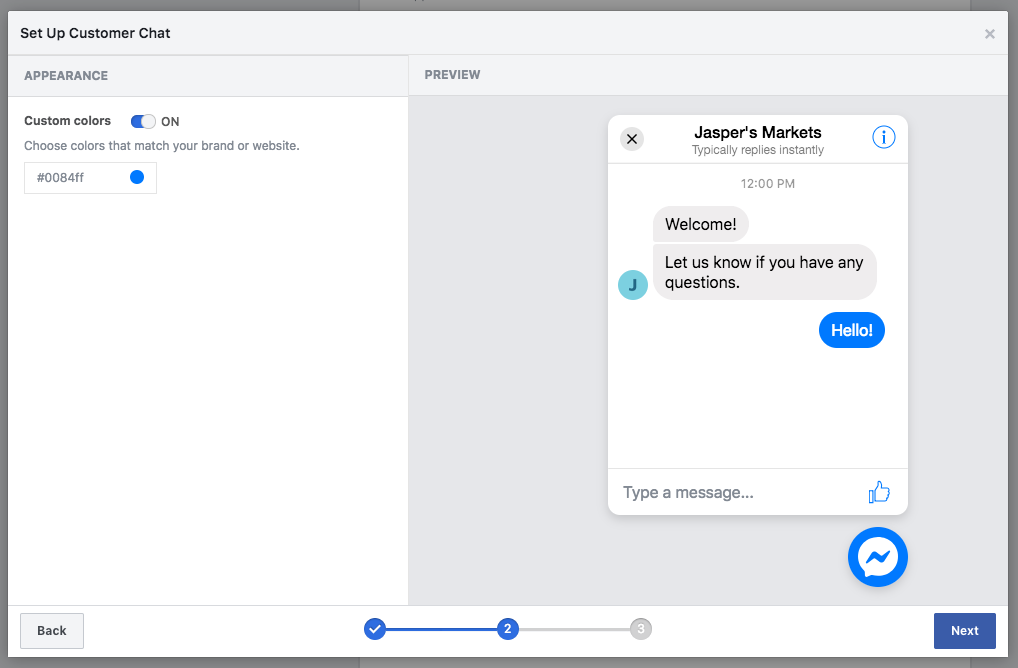 Set Up Customer Chat
×
APPEARANCE
PREVIEW
Custom colors ON
Choose colors that match your brand or website.
#0084ff
Jasper's Markets
Typically replies instantly
i
12:00 PM
Welcome!
Let us know if you have any
questions.
J
Hello!
Type a message...
Back
2
3
Next